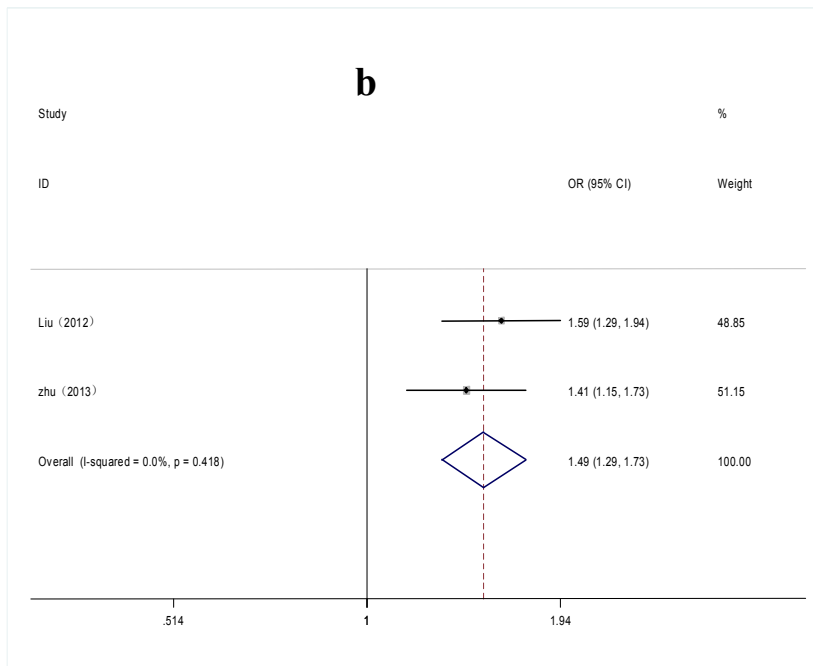 b
Study %
ID OR (95% CI) Weight
Liu（2012） 1.59 (1.29, 1.94) 48.85
zhu（2013） 1.41 (1.15, 1.73) 51.15
Overall (I-squared = 0.0%, p = 0.418) 1.49 (1.29, 1.73) 100.00
.514 1 1.94